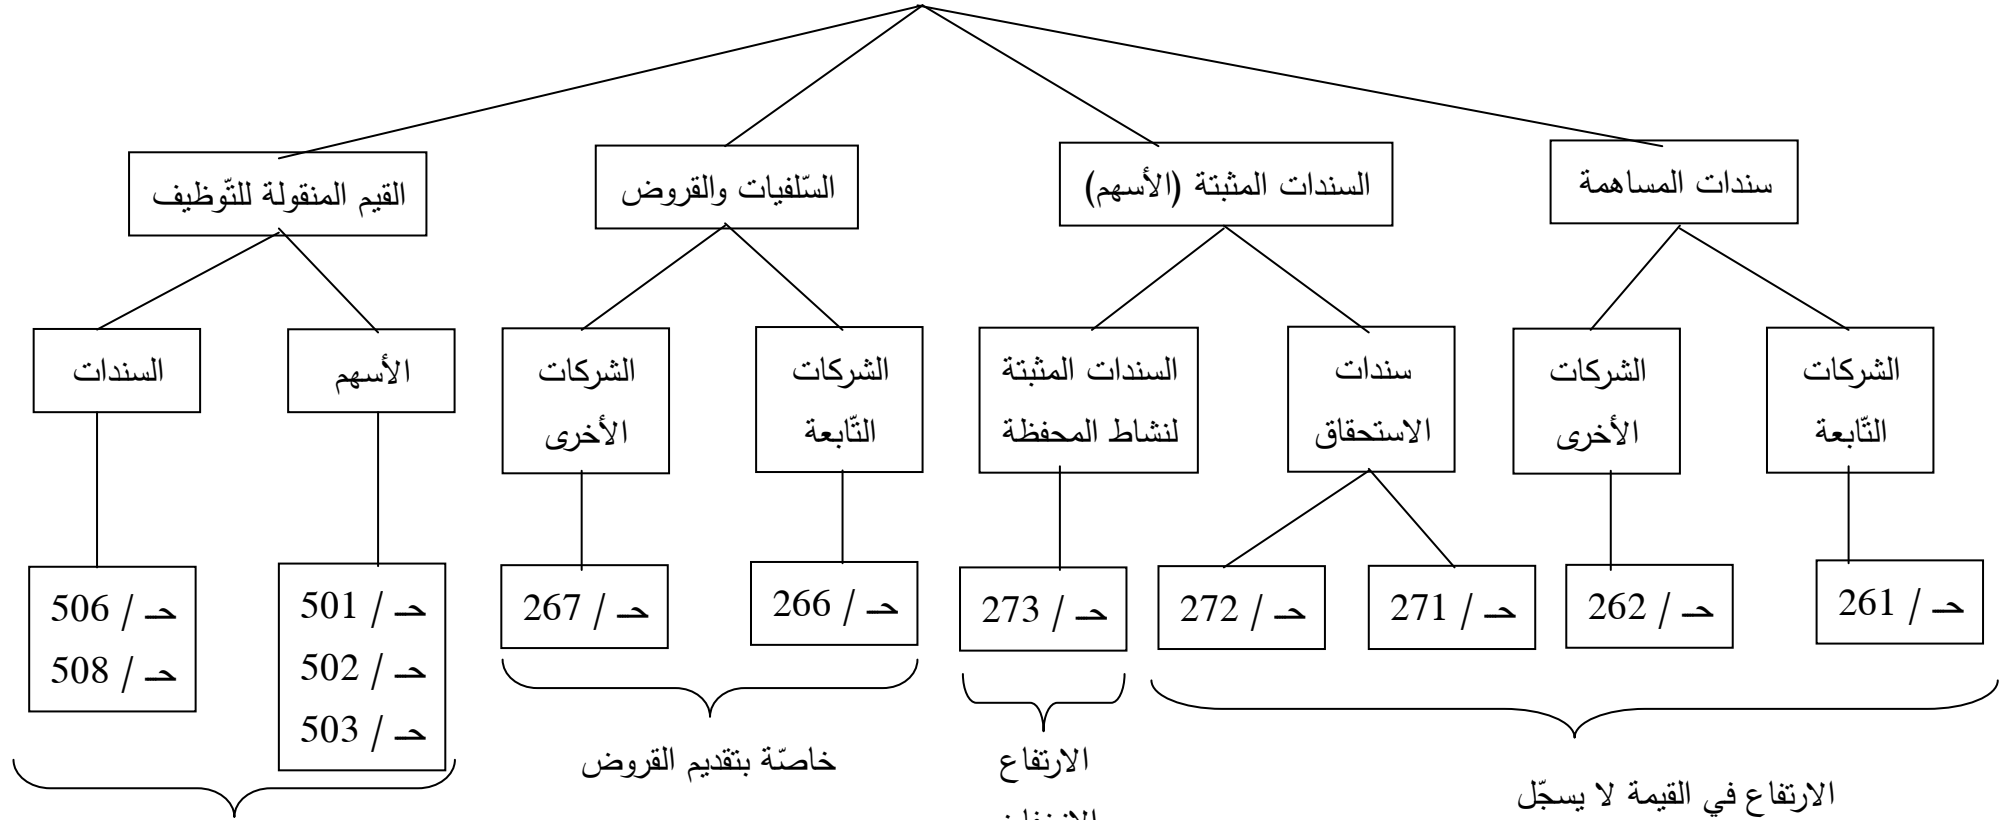 سندات المساهمة
السندات المثبتة (الأسهم)
السّلفيات والقروض
القيم المنقولة للتّوظيف
الشركات
التّابعة
الشركات
الأخرى
سندات
الاستحقاق
السندات المثبتة
لنشاط المحفظة
الشركات
التّابعة
الشركات
الأخرى
الأسهم
السندات
حـ / 261
حـ / 262
حـ / 271
حـ / 272
حـ / 273
حـ / 266
حـ / 267
حـ / 501
حـ / 502
حـ / 503
حـ / 506
حـ / 508
الارتفاع في القيمة لا يسجّل
الارتفاع
خاصّة بتقديم القروض